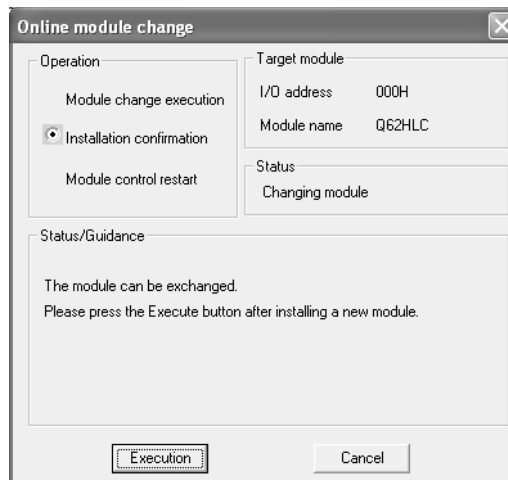 Online module change
Operation
Module change execution
Installation confirmation
Module control restart
Target module
I/O address 000H
Module name Q62HLC
Status
Changing module
Status/Guidance
The module can be exchanged.
Please press the Execute button after installing a new module.
Execution Cancel